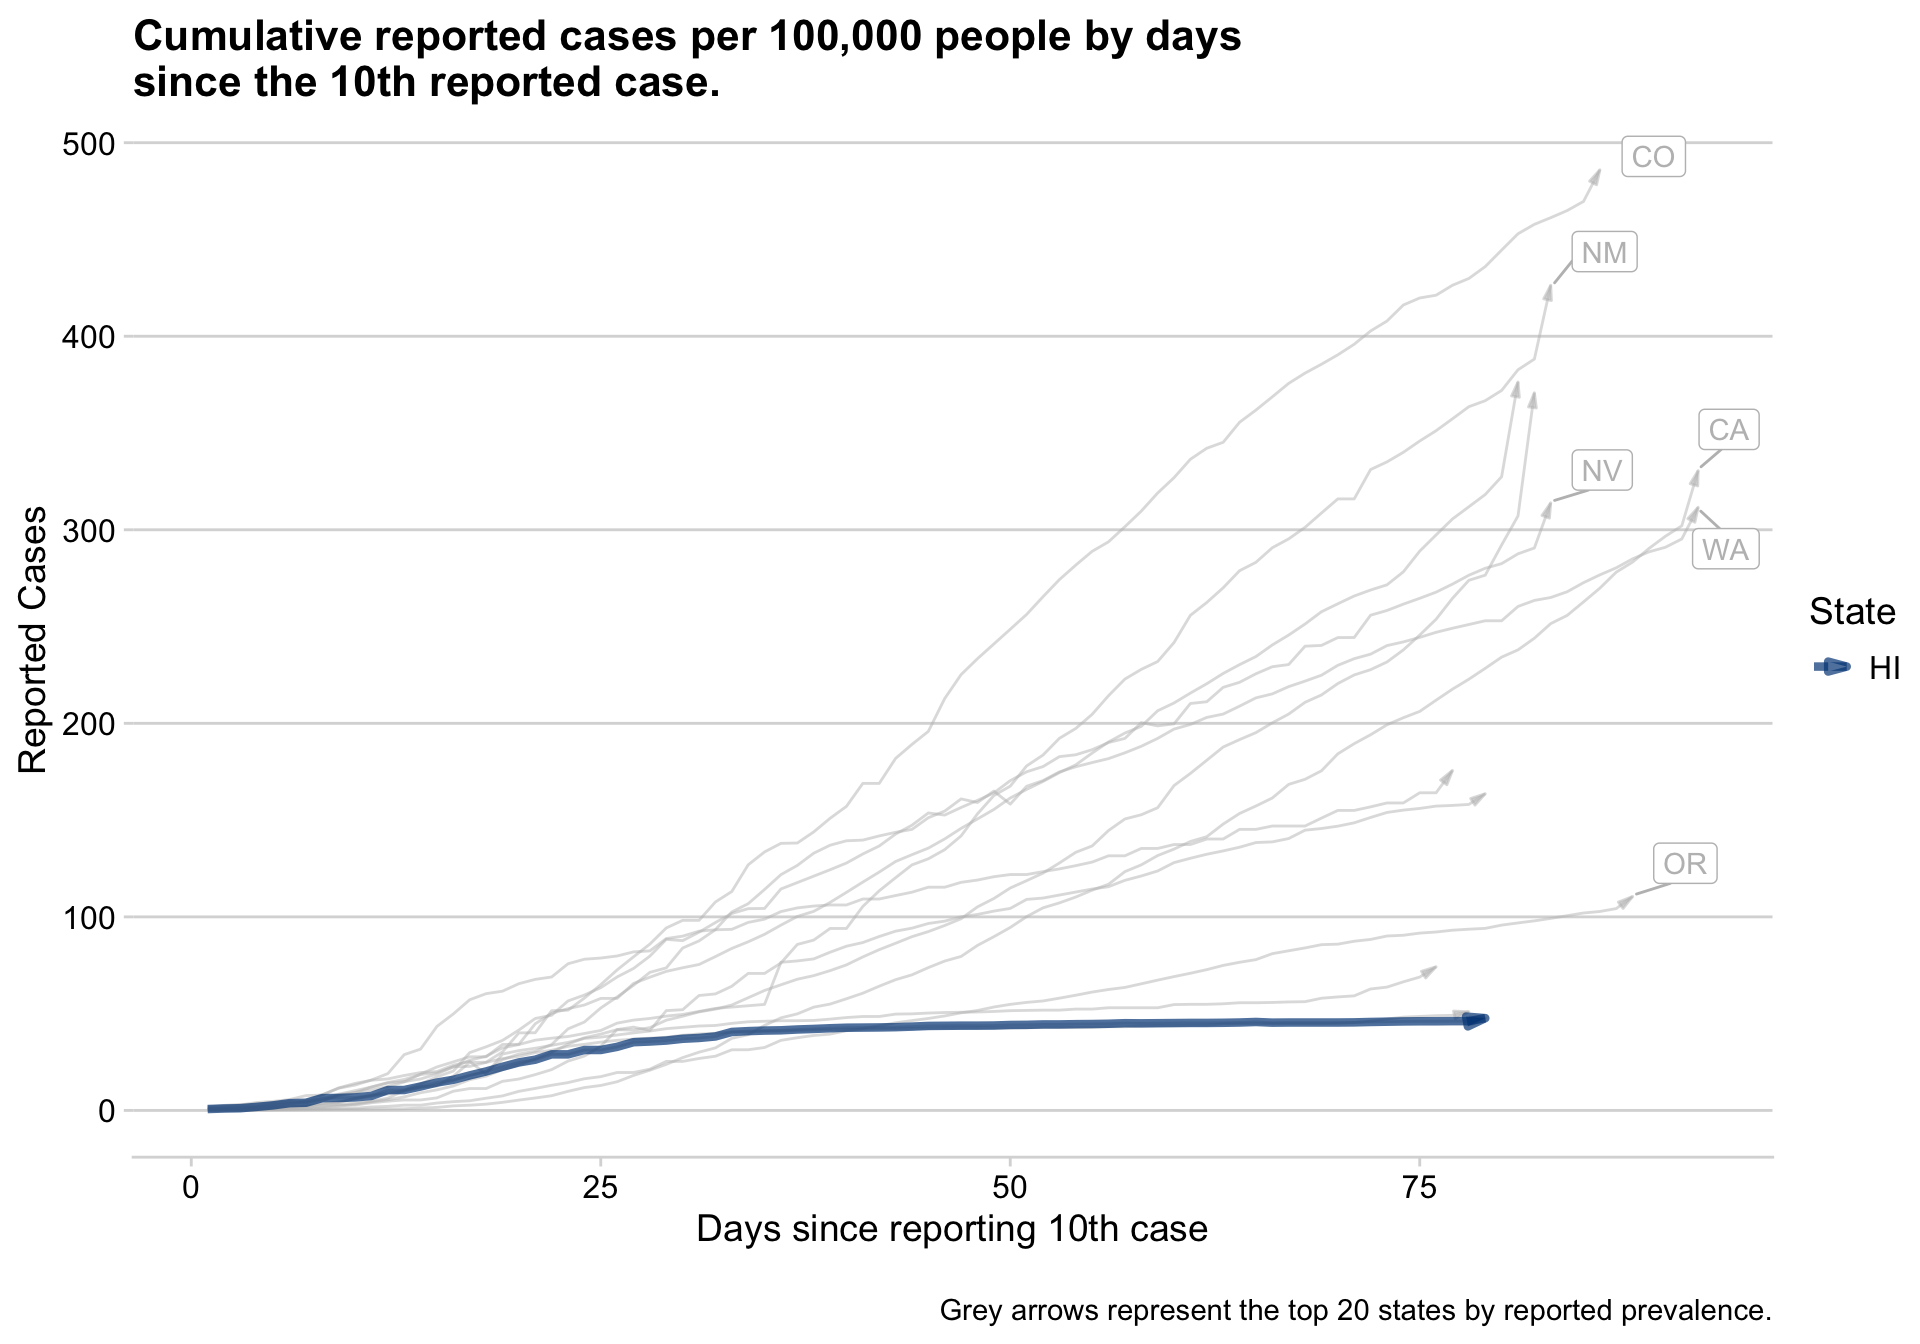 Cumulative reported cases per 100,000 people by days
since the 10th reported case.
500
400
300
200
100
0
Reported Cases
CO
NM
CA
NV
WA
OR
State
HI
0
25
50
75
Days since reporting 10th case
Grey arrows represent the top 20 states by reported prevalence.